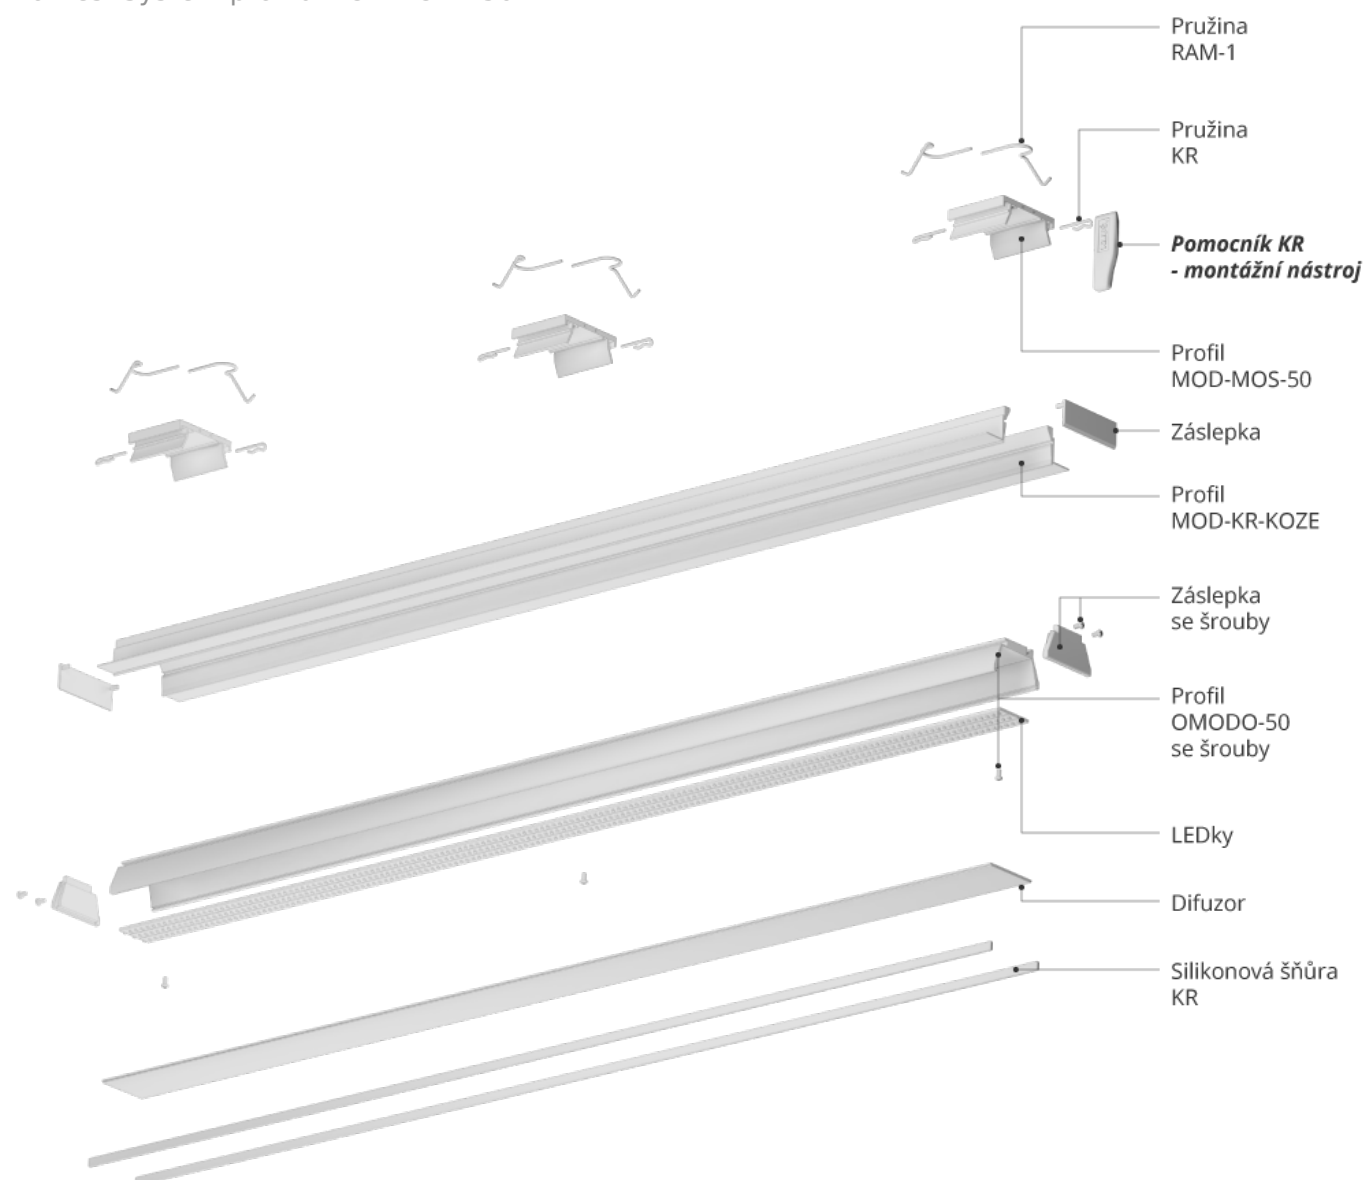 Pružina
RAM-1
Pružina
KR
Pomocník KR
- montážní nástroj
Profil
MOD-MOS-50
Záslepka
Profil
MOD-KR-KOZE
Záslepka
se šrouby
Profil
OMODO-50
se šrouby
LEDky
Difuzor
Silikonová šňůra
KR